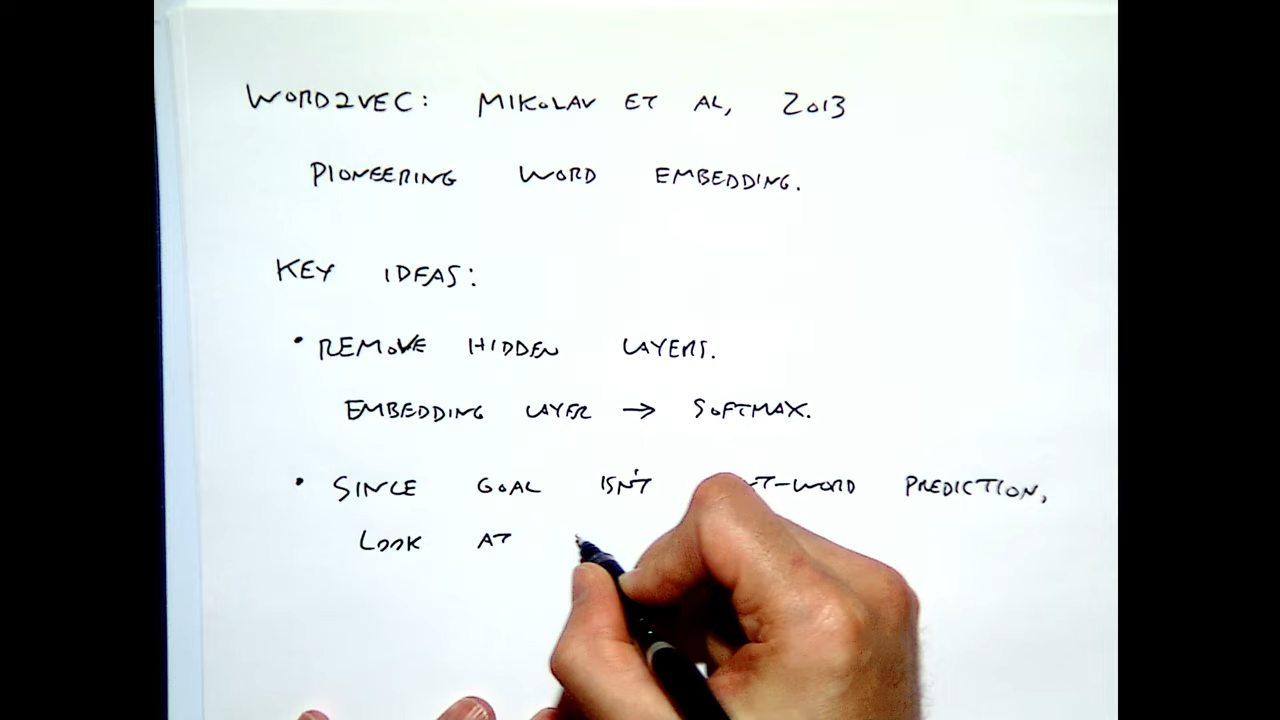 WORD2VEC: MIKOLAV ET AL, 2013
PIONEERING WORD EMBEDDING.
KEY IDEAS:
• REMOVE HIDDEN LAYERS.
EMBEDDING LAYER → SOFTMAX.
• SINCE GOAL ISN'T T-WORD PREDICTION,
LOOK AT